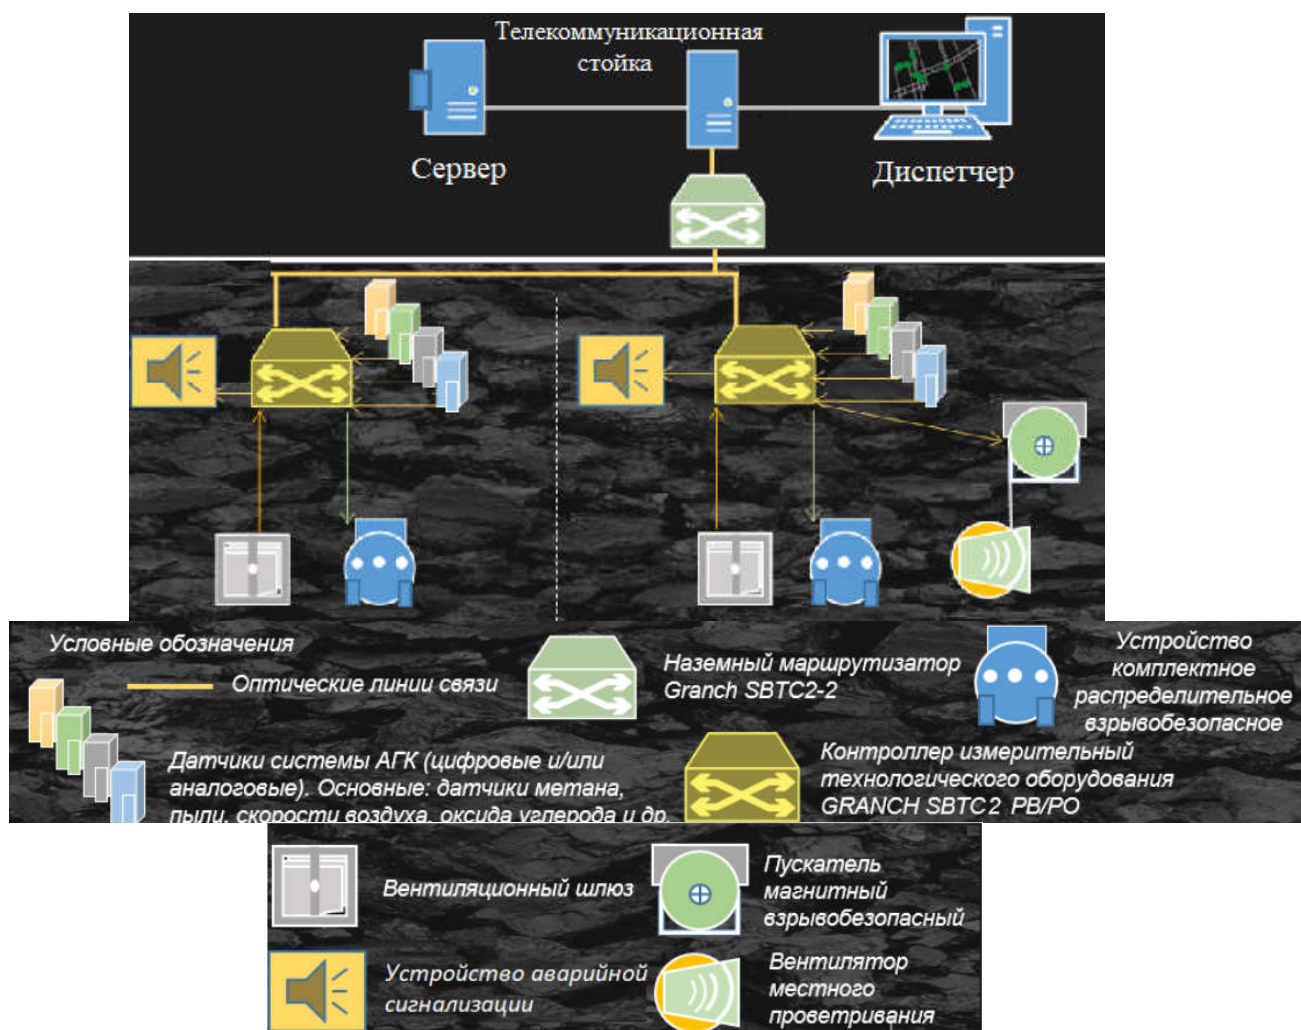 Телекоммуникационная
стойка
Сервер
Диспетчер
Условные обозначения
Оптические линии связи
Наземный маршрутизатор
Granch SBTC2-2
Устройство
комплектное
распределительное
взрывобезопасное
Датчики системы АГК (цифровые и/или
аналоговые). Основные: датчики метана,
пыли, скорости воздуха, оксида углерода и др.
Контроллер измерительный
технологического оборудования
GRANCH SBTC2 PB/PO
Вентиляционный шлюз
Пускатель
магнитный
взрывобезопасный
Устройство аварийной
сигнализации
Вентилятор
местного
проветривания